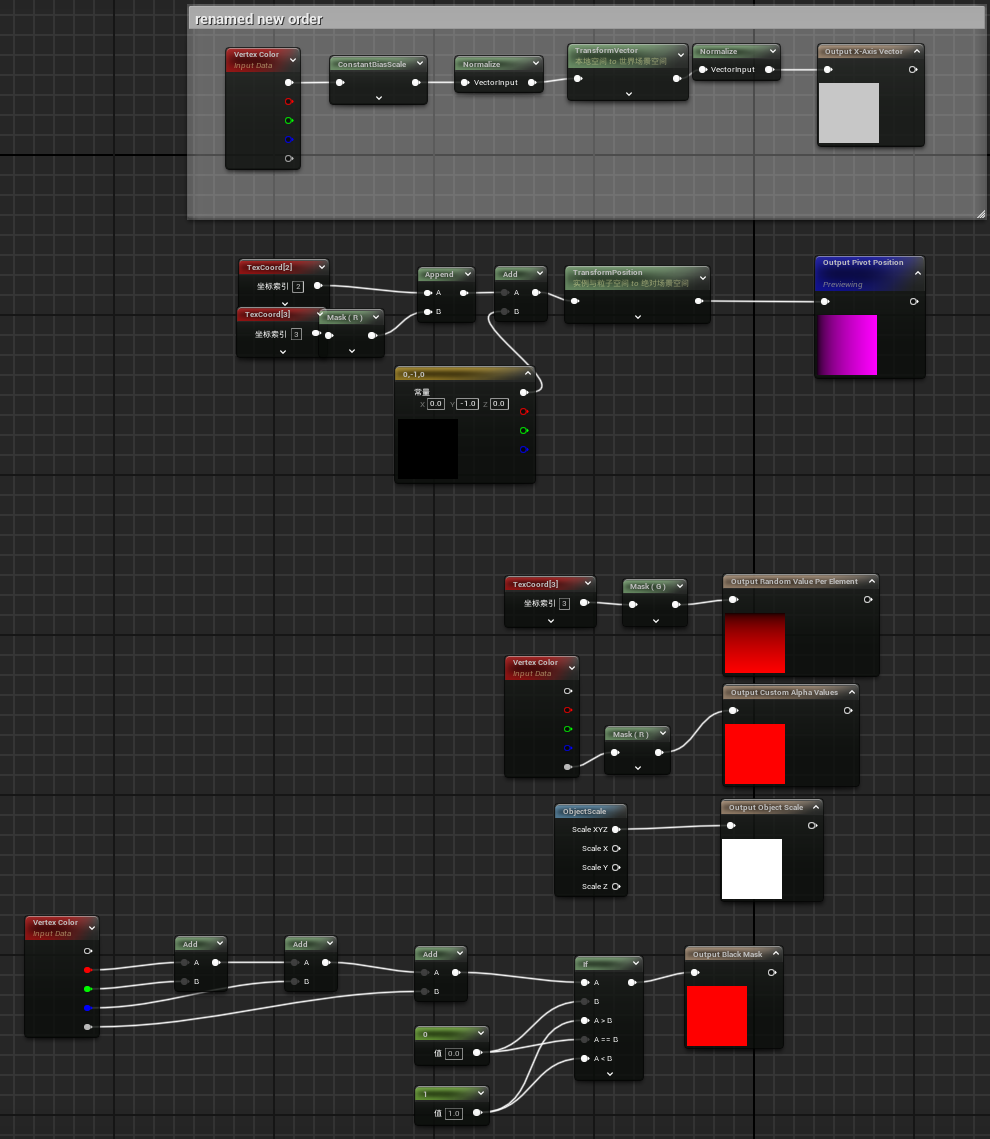 renamed new order
Vertex Color
Input Data
ConstantBiasScale
Normalize
VectorInput
TransformVector
本地空间 to 世界场景空间
Normalize
VectorInput
Output X-Axis Vector
TexCoord[2]
坐标索引 2
TexCoord[3]
坐标索引 3
Mask ( R )
Append
A
B
Add
A
B
TransformPosition
实例与粒子空间 to 绝对场景空间
Output Pivot Position
Previewing
0,-1,0
常量
X 0.0 Y -1.0 Z 0.0
TexCoord[3]
坐标索引 3
Mask ( G )
Output Random Value Per Element
Vertex Color
Input Data
Mask ( R )
Output Custom Alpha Values
ObjectScale
Scale XYZ
Scale X
Scale Y
Scale Z
Output Object Scale
Vertex Color
Input Data
Add
A
B
Add
A
B
Add
A
B
0
值 0.0
1
值 1.0
If
A
B
A > B
A == B
A < B
Output Black Mask